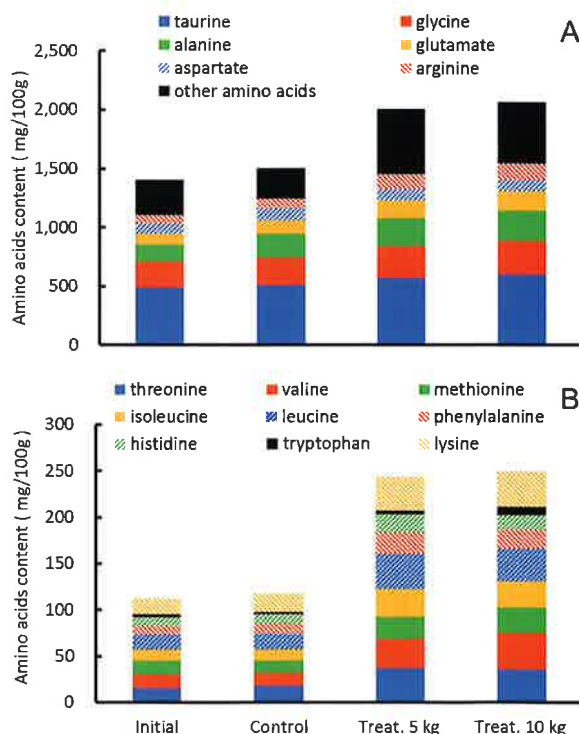 taurine glycine A
alanine glutamate
aspartate arginine
other amino acids
Amino acids content ( mg/100g)
2,500
2,000
1,500
1,000
500
0
threonine valine methionine
isoleucine leucine phenylalanine
histidine tryptophan lysine
B
Amino acids content ( mg/100g)
300
250
200
150
100
50
0
Initial Control Treat. 5 kg Treat. 10 kg